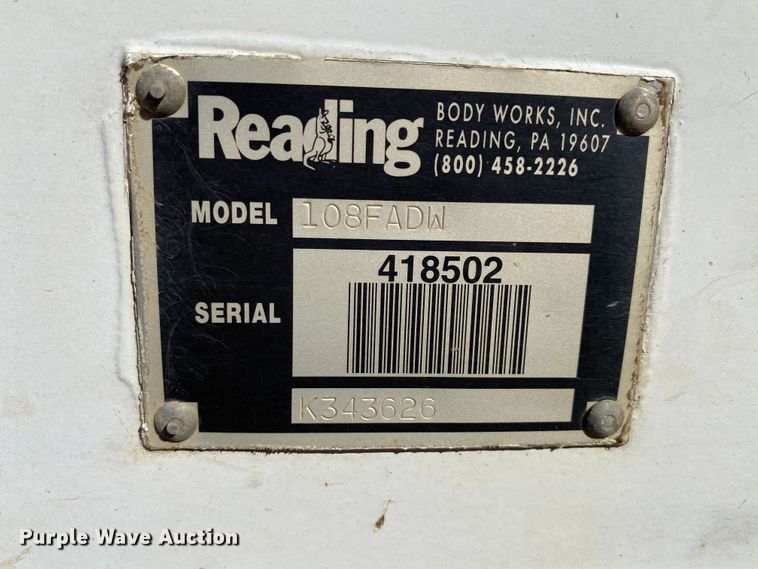 Reading
BODY WORKS, INC.
READING, PA 19607
(800) 458-2226
MODEL 108FADW
418502
SERIAL
K343626
Purple Wave Auction